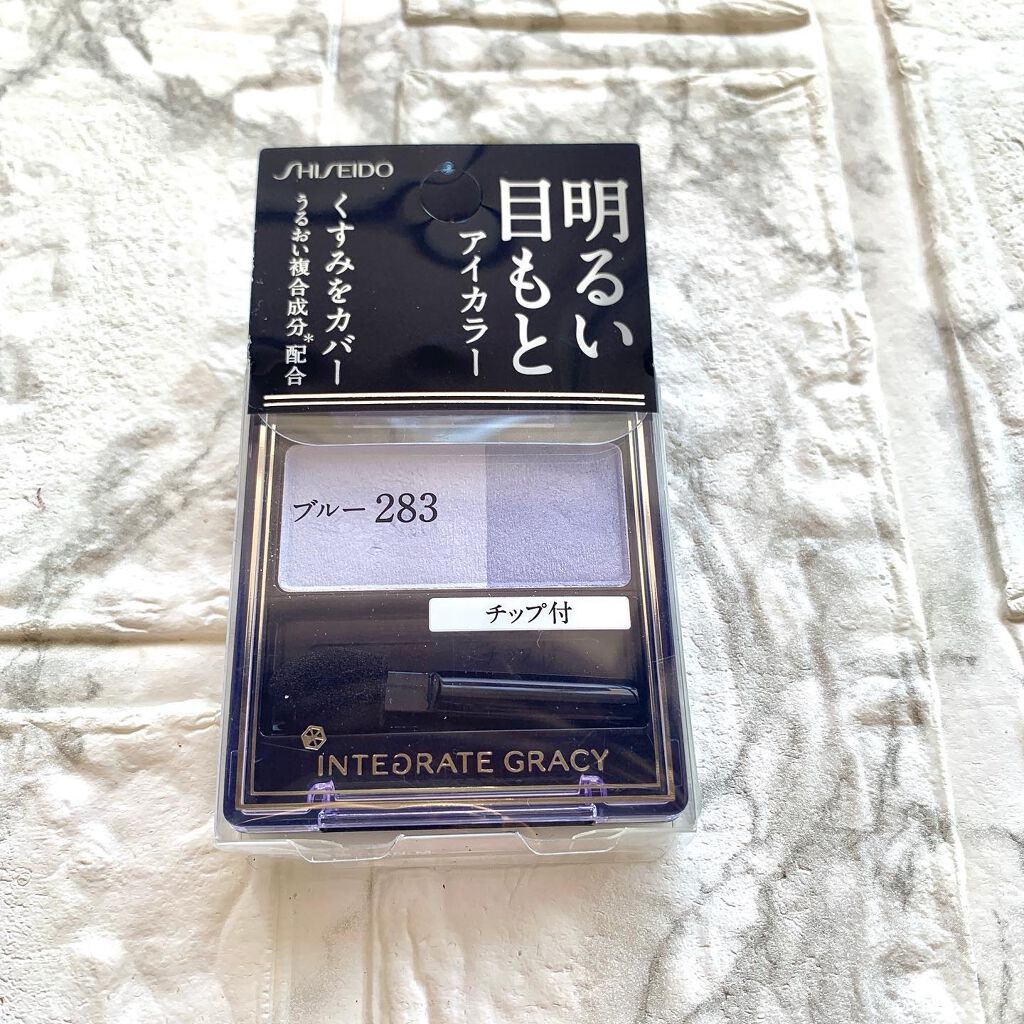 SHISEIDO
明るい
目もと
アイカラー
くすみをカバー
うるおい複合成分*配合
ブルー 283
チップ付
INTEGRATE GRACY